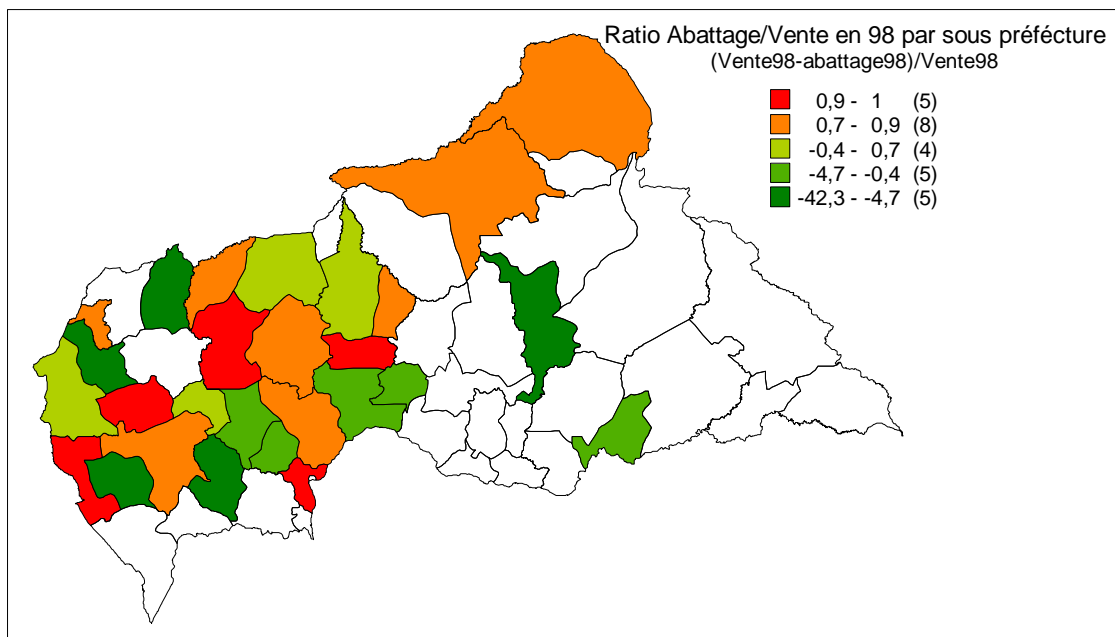 Ratio Abattage/Vente en 98 par sous préfécture
(Vente98-abattage98)/Vente98
0,9 - 1 (5)
0,7 - 0,9 (8)
-0,4 - 0,7 (4)
-4,7 - -0,4 (5)
-42,3 - -4,7 (5)